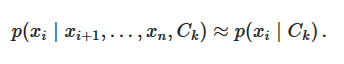 p(x_i | x_{i+1}, …, x_n, C_k) ≈ p(x_i | C_k) .